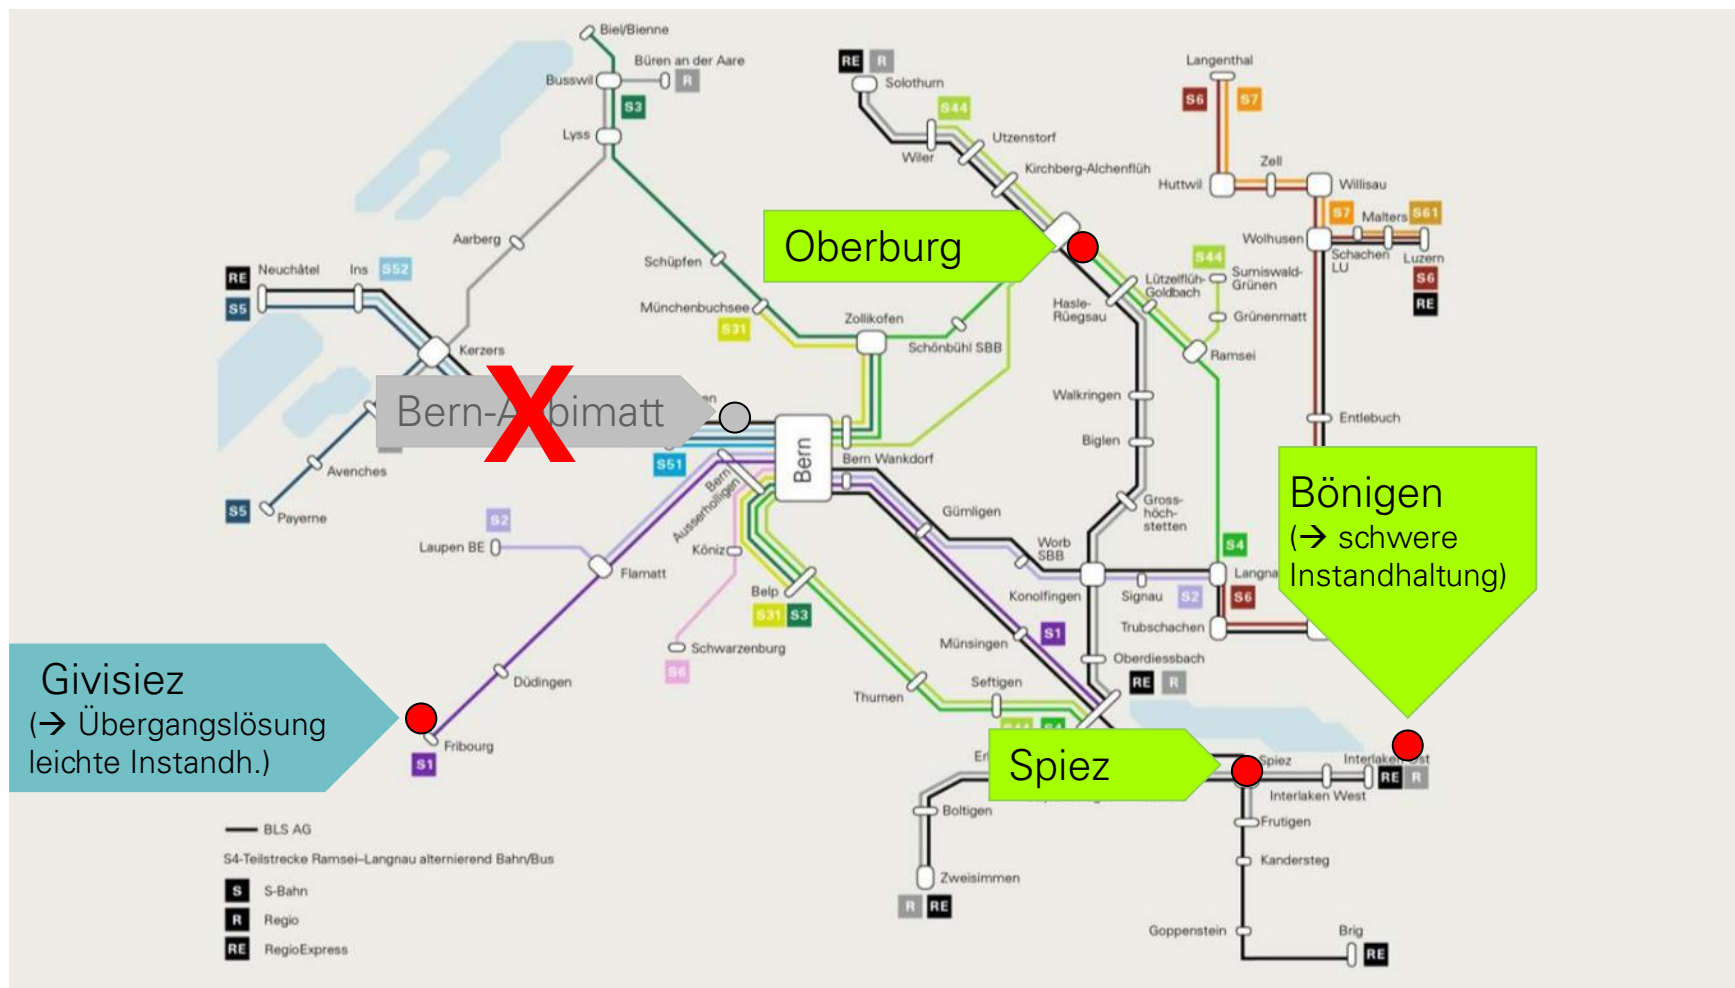 Biel/Bienne
Büren an der Aare
Busswil
R
S3
Lyss
RE R
Solothurn
S44
Utzenstorf
Wiler
Kirchberg-Alchenflüh
Langenthal
S6
S7
Zell
Huttwil
Willisau
S7
Malters
S61
Wolhusen
Schachen
LU
Luzern
S6
RE
Aarberg
Schüpfen
Oberburg
S44
Lützelflüh-
Goldbach
Sumiswald-
Grünen
Hasle-
Rüegsau
Grünenmatt
RE
Neuchâtel
Ins
S52
S5
Münchenbuchsee
S31
Zollikofen
Schönbühl SBB
Ramsei
Kerzers
Bern-A
X
bimatt
en
Bern
Walkringen
Entlebuch
Biglen
S51
Bern Wankdorf
Avenches
S5
Payerne
Bern
Ausserholligen
Gross-
höch-
stetten
Bönigen
(→ schwere
Instandhaltung)
S2
Laupen BE
Gümligen
Worb
SBB
S4
Köniz
Flamatt
Langna
Konolfingen
Signau
S2
S6
Belp
S31 S3
Trubschachen
Münsingen
S1
Schwarzenburg
S6
Oberdiessbach
RE R
Givisiez
(→ Übergangslösung
leichte Instandh.)
Düdingen
Thurnen
Seftigen
S44 S4
Fribourg
S1
Er
Spiez
Spiez
Interlaken Ost
RE R
Interlaken West
Boltigen
Frutigen
Kandersteg
Zweisimmen
R RE
Goppenstein
Brig
RE
BLS AG
S4-Teilstrecke Ramsei–Langnau alternierend Bahn/Bus
S S-Bahn
R Regio
RE RegioExpress